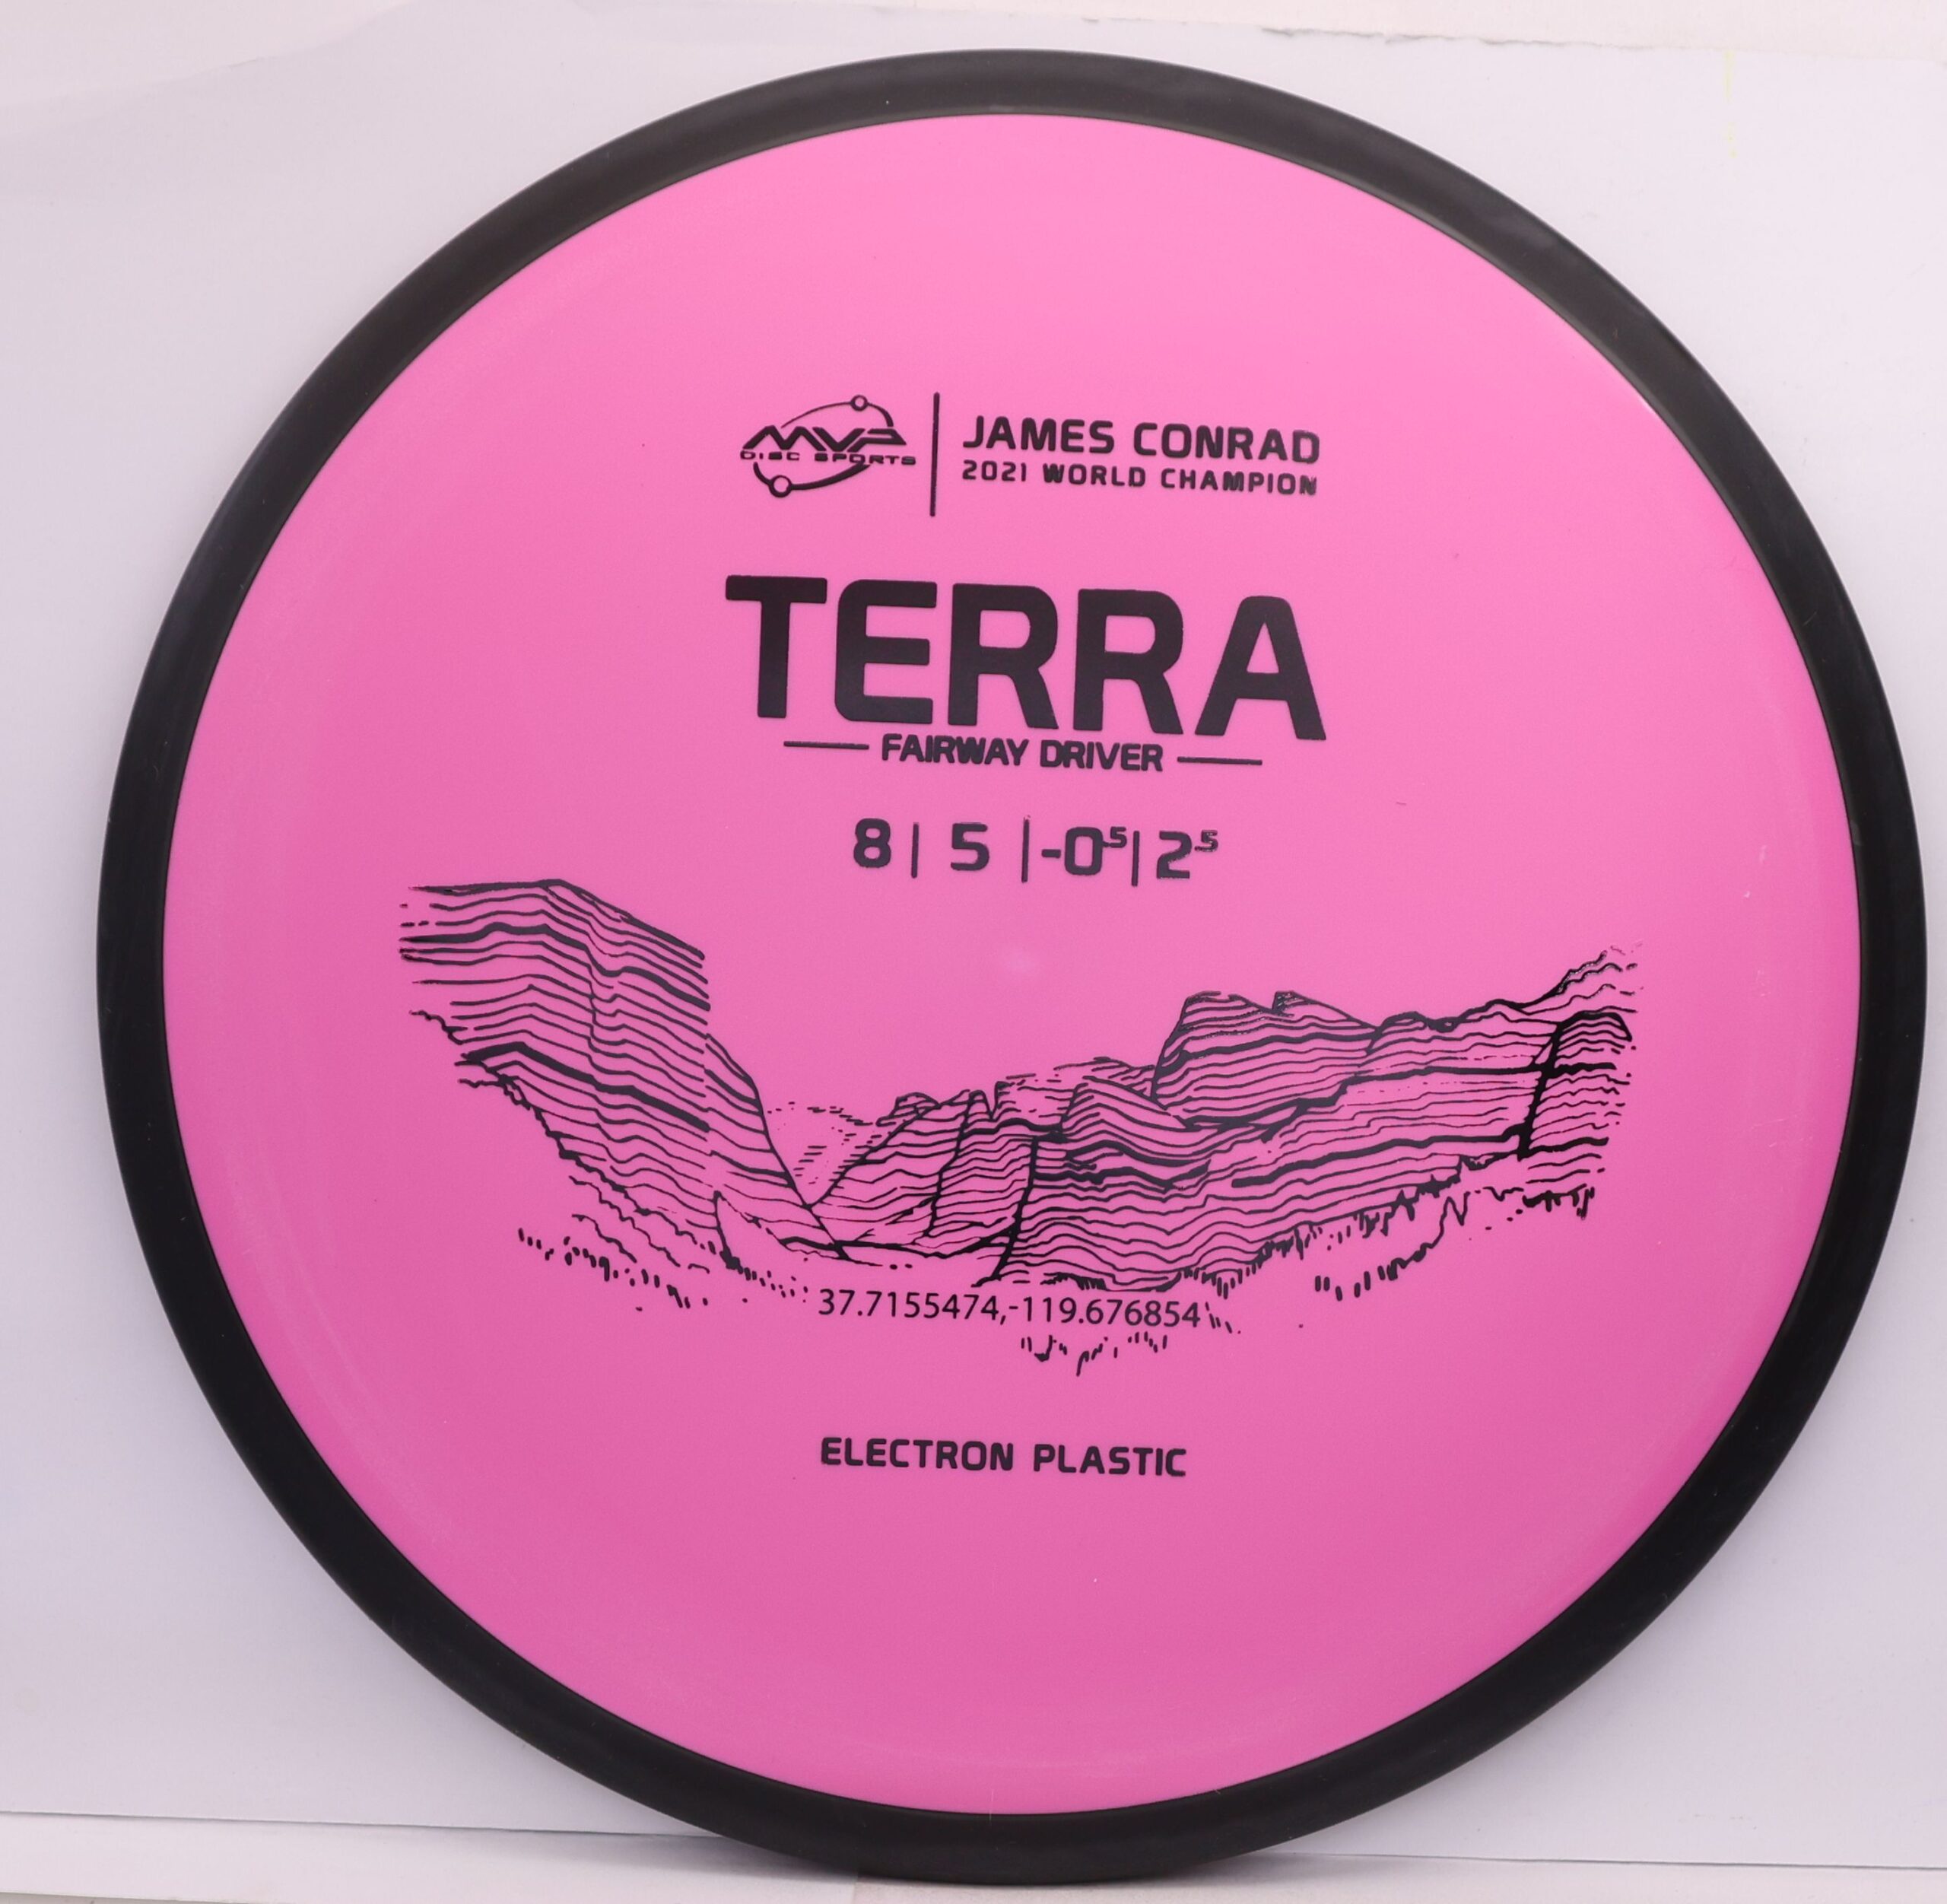 MVP
DISC SPORTS
JAMES CONRAD
2021 WORLD CHAMPION
TERRA
FAIRWAY DRIVER
8 | 5 | -0⁵ | 2⁵
37.7155474,-119.676854
ELECTRON PLASTIC